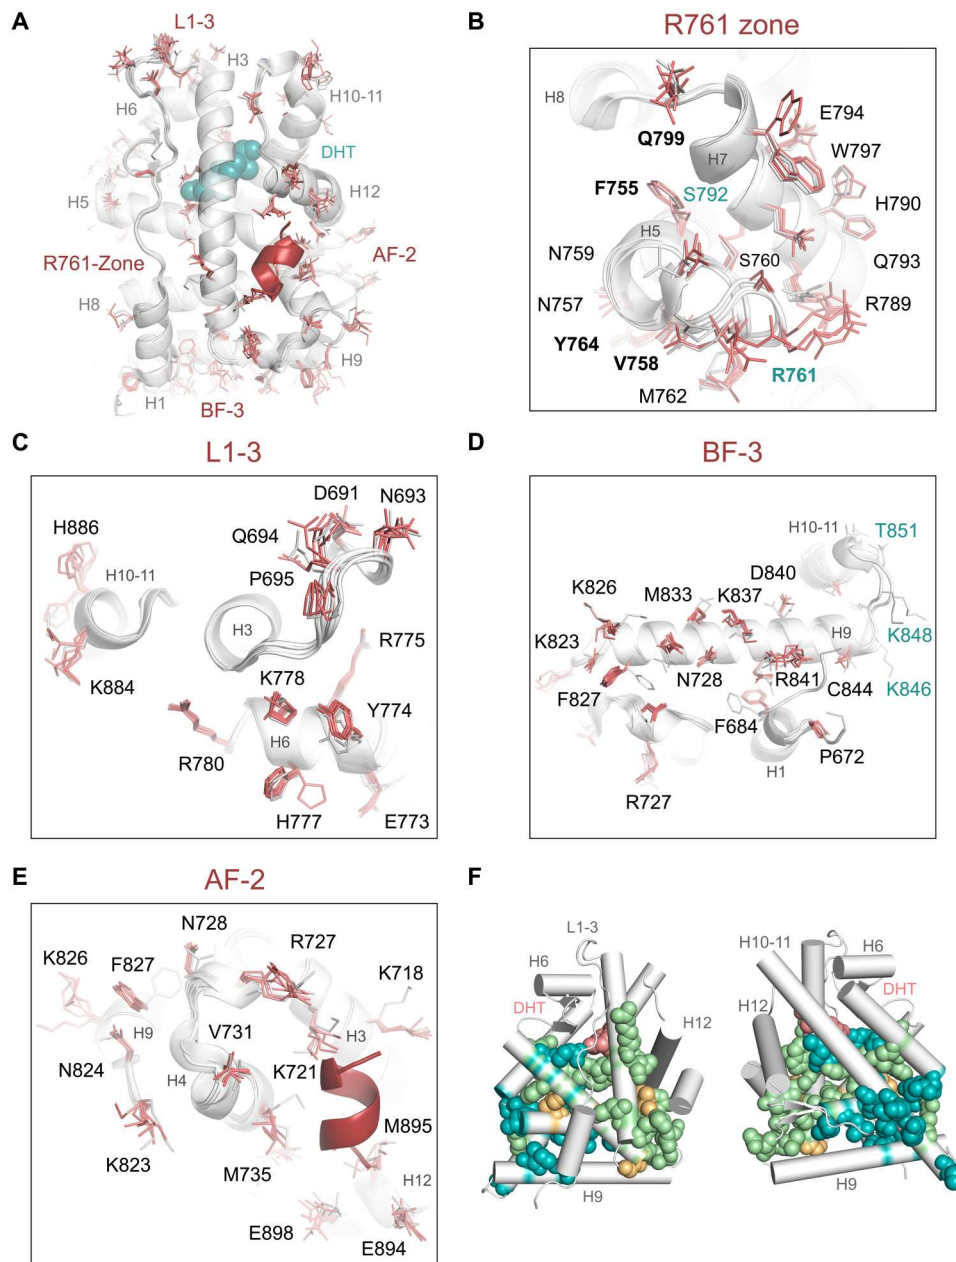 A
L1-3
H3
H6
H10-11
DHT
H5
H12
R761-Zone
AF-2
H8
H9
H1
BF-3
B
R761 zone
H8
E794
Q799
H7
W797
F755
S792
H790
H5
N759
S760
Q793
N757
R789
Y764
V758
R761
M762
C
L1-3
D691
N693
H886
Q694
H10-11
P695
H3
R775
K884
K778
Y774
H6
R780
H777
E773
D
BF-3
H10-11
T851
D840
K826
M833
K837
K823
H9
K848
N728
R841
K846
F827
C844
F684
P672
H1
R727
E
AF-2
N728
R727
K826
F827
K718
H9
V731
H3
N824
K721
H4
M895
K823
M735
H12
E898
E894
F
L1-3
H10-11
H6
H6
DHT
H12
DHT
H12
H9
H9